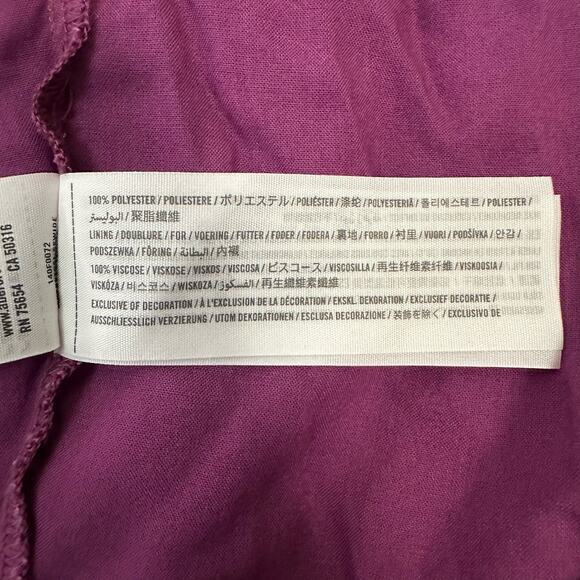 100% POLYESTER / POLIESTERE / ポリエステル / POLIÉSTER / 涤纶 / POLYESTERIÄ / 폴리에스테르 / POLIESTER /
البوليستر / 聚脂纖維
LINING / DOUBLURE / FOR / VOERING / FUTTER / FODER / FODERA / 裏地 / FORRO / 衬里 / VUORI / PODŠÍVKA / 안감 /
PODSZEWKA / FÓRING / البطانة / 内襯
100% VISCOSE / VISKOSE / VISKOS / VISCOSA / ビスコース / VISCOSILLA / 再生纤维素纤维 / VISKOOSIA /
VISKÓZA / 비스코스 / WISKOZA / الفسكوز / 再生纖維素纖維
EXCLUSIVE OF DECORATION / À L'EXCLUSION DE LA DÉCORATION / EKSKL. DEKORATION / EXCLUSIEF DECORATIE /
AUSSCHLIESSLICH VERZIERUNG / UTOM DEKORATIONEN / ESCLUSA DECORAZIONE / 装飾を除く / EXCLUSIVO DE
RN 75654 CA 50316
140F0072